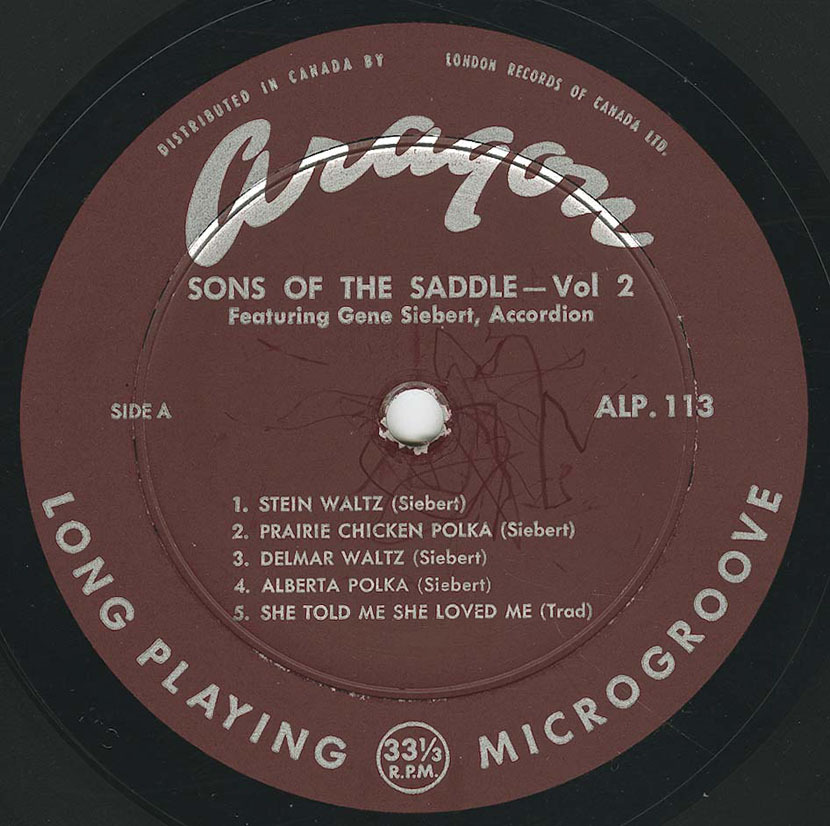 DISTRIBUTED IN CANADA BY LONDON RECORDS OF CANADA LTD.
Aragon
SONS OF THE SADDLE—Vol 2
Featuring Gene Siebert, Accordion
SIDE A
ALP. 113
1. STEIN WALTZ (Siebert)
2. PRAIRIE CHICKEN POLKA (Siebert)
3. DELMAR WALTZ (Siebert)
4. ALBERTA POLKA (Siebert)
5. SHE TOLD ME SHE LOVED ME (Trad)
LONG PLAYING MICROGROOVE
33⅓
R.P.M.